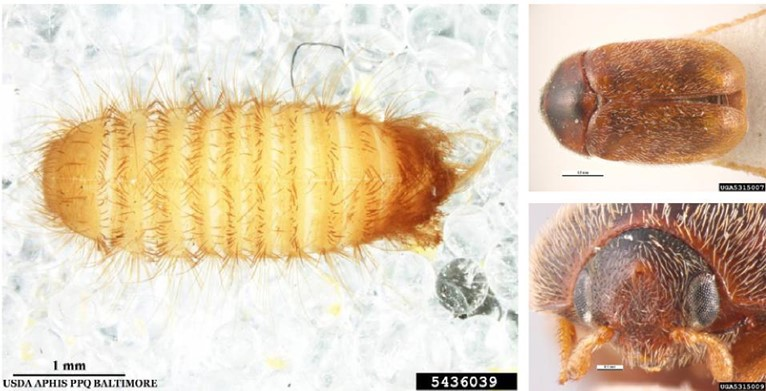 1 mm
USDA APHIS PPQ BALTIMORE
5436039
UGA5315007
UGA5315009